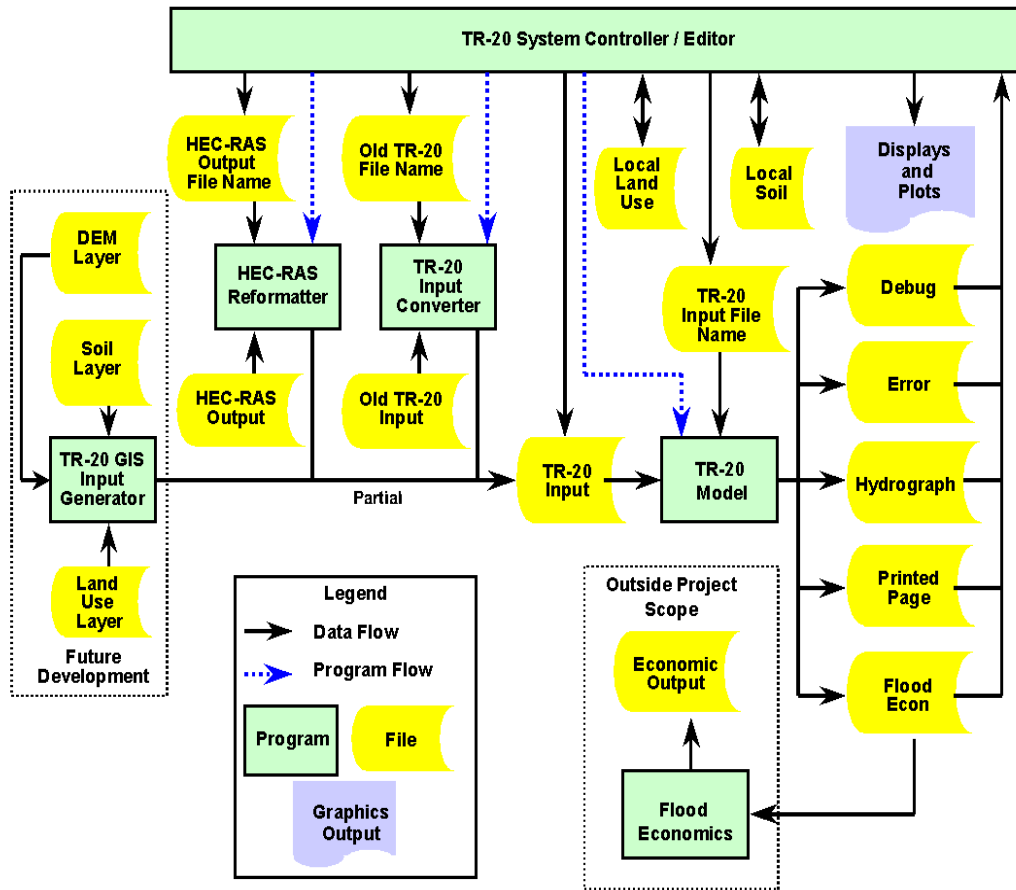 TR-20 System Controller / Editor
HEC-RAS
Output
File Name
Old TR-20
File Name
Local
Land
Use
Local
Soil
Displays
and
Plots
DEM
Layer
HEC-RAS
Reformatter
TR-20
Input
Converter
TR-20
Input File
Name
Debug
Soil
Layer
HEC-RAS
Output
Old TR-20
Input
Error
TR-20 GIS
Input
Generator
Partial
TR-20
Input
TR-20
Model
Hydrograph
Land
Use
Layer
Future
Development
Legend
Data Flow
Program Flow
Program
File
Graphics
Output
Outside Project
Scope
Economic
Output
Flood
Economics
Printed
Page
Flood
Econ